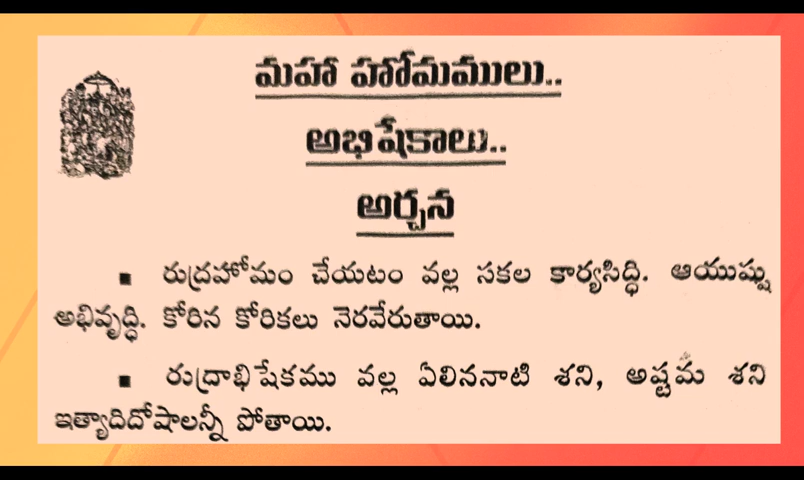 మహా హోమములు..
అభిషేకాలు..
అర్చన
▪ రుద్రహోమం చేయటం వల్ల సకల కార్యసిద్ధి. ఆయుష్షు
అభివృద్ధి. కోరిన కోరికలు నెరవేరుతాయి.
▪ రుద్రాభిషేకము వల్ల ఏలిననాటి శని, అష్టమ శని
ఇత్యాదిదోషాలన్నీ పోతాయి.